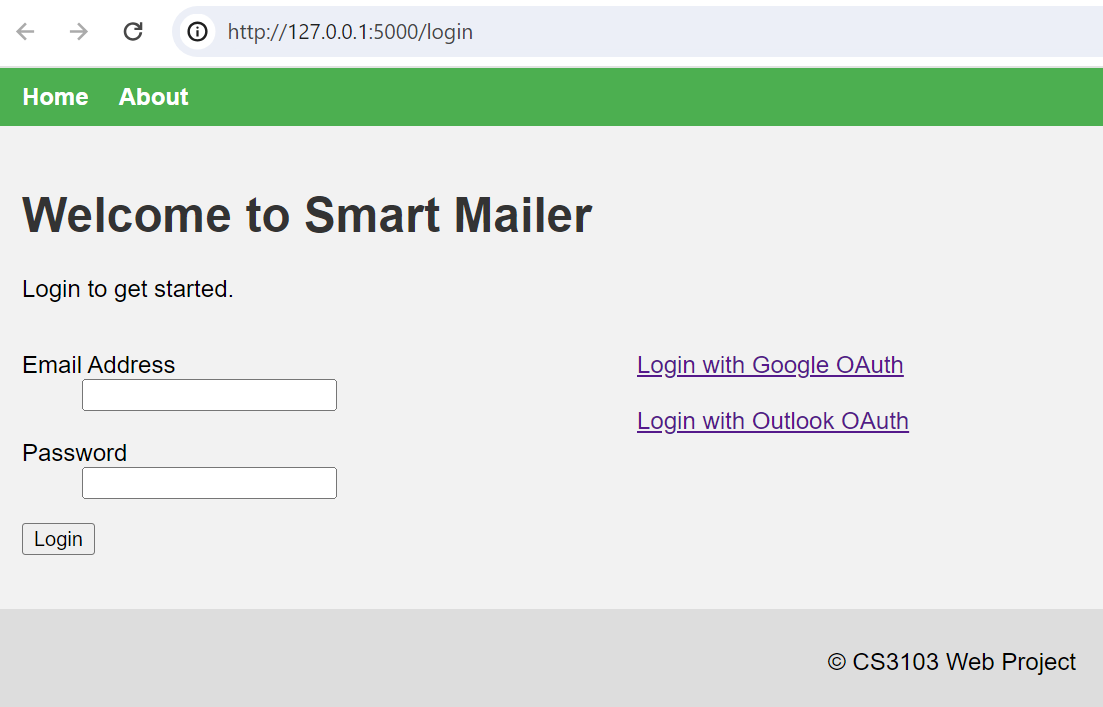 http://127.0.0.1:5000/login
Home About
Welcome to Smart Mailer
Login to get started.
Email Address
Password
Login
Login with Google OAuth
Login with Outlook OAuth
© CS3103 Web Project